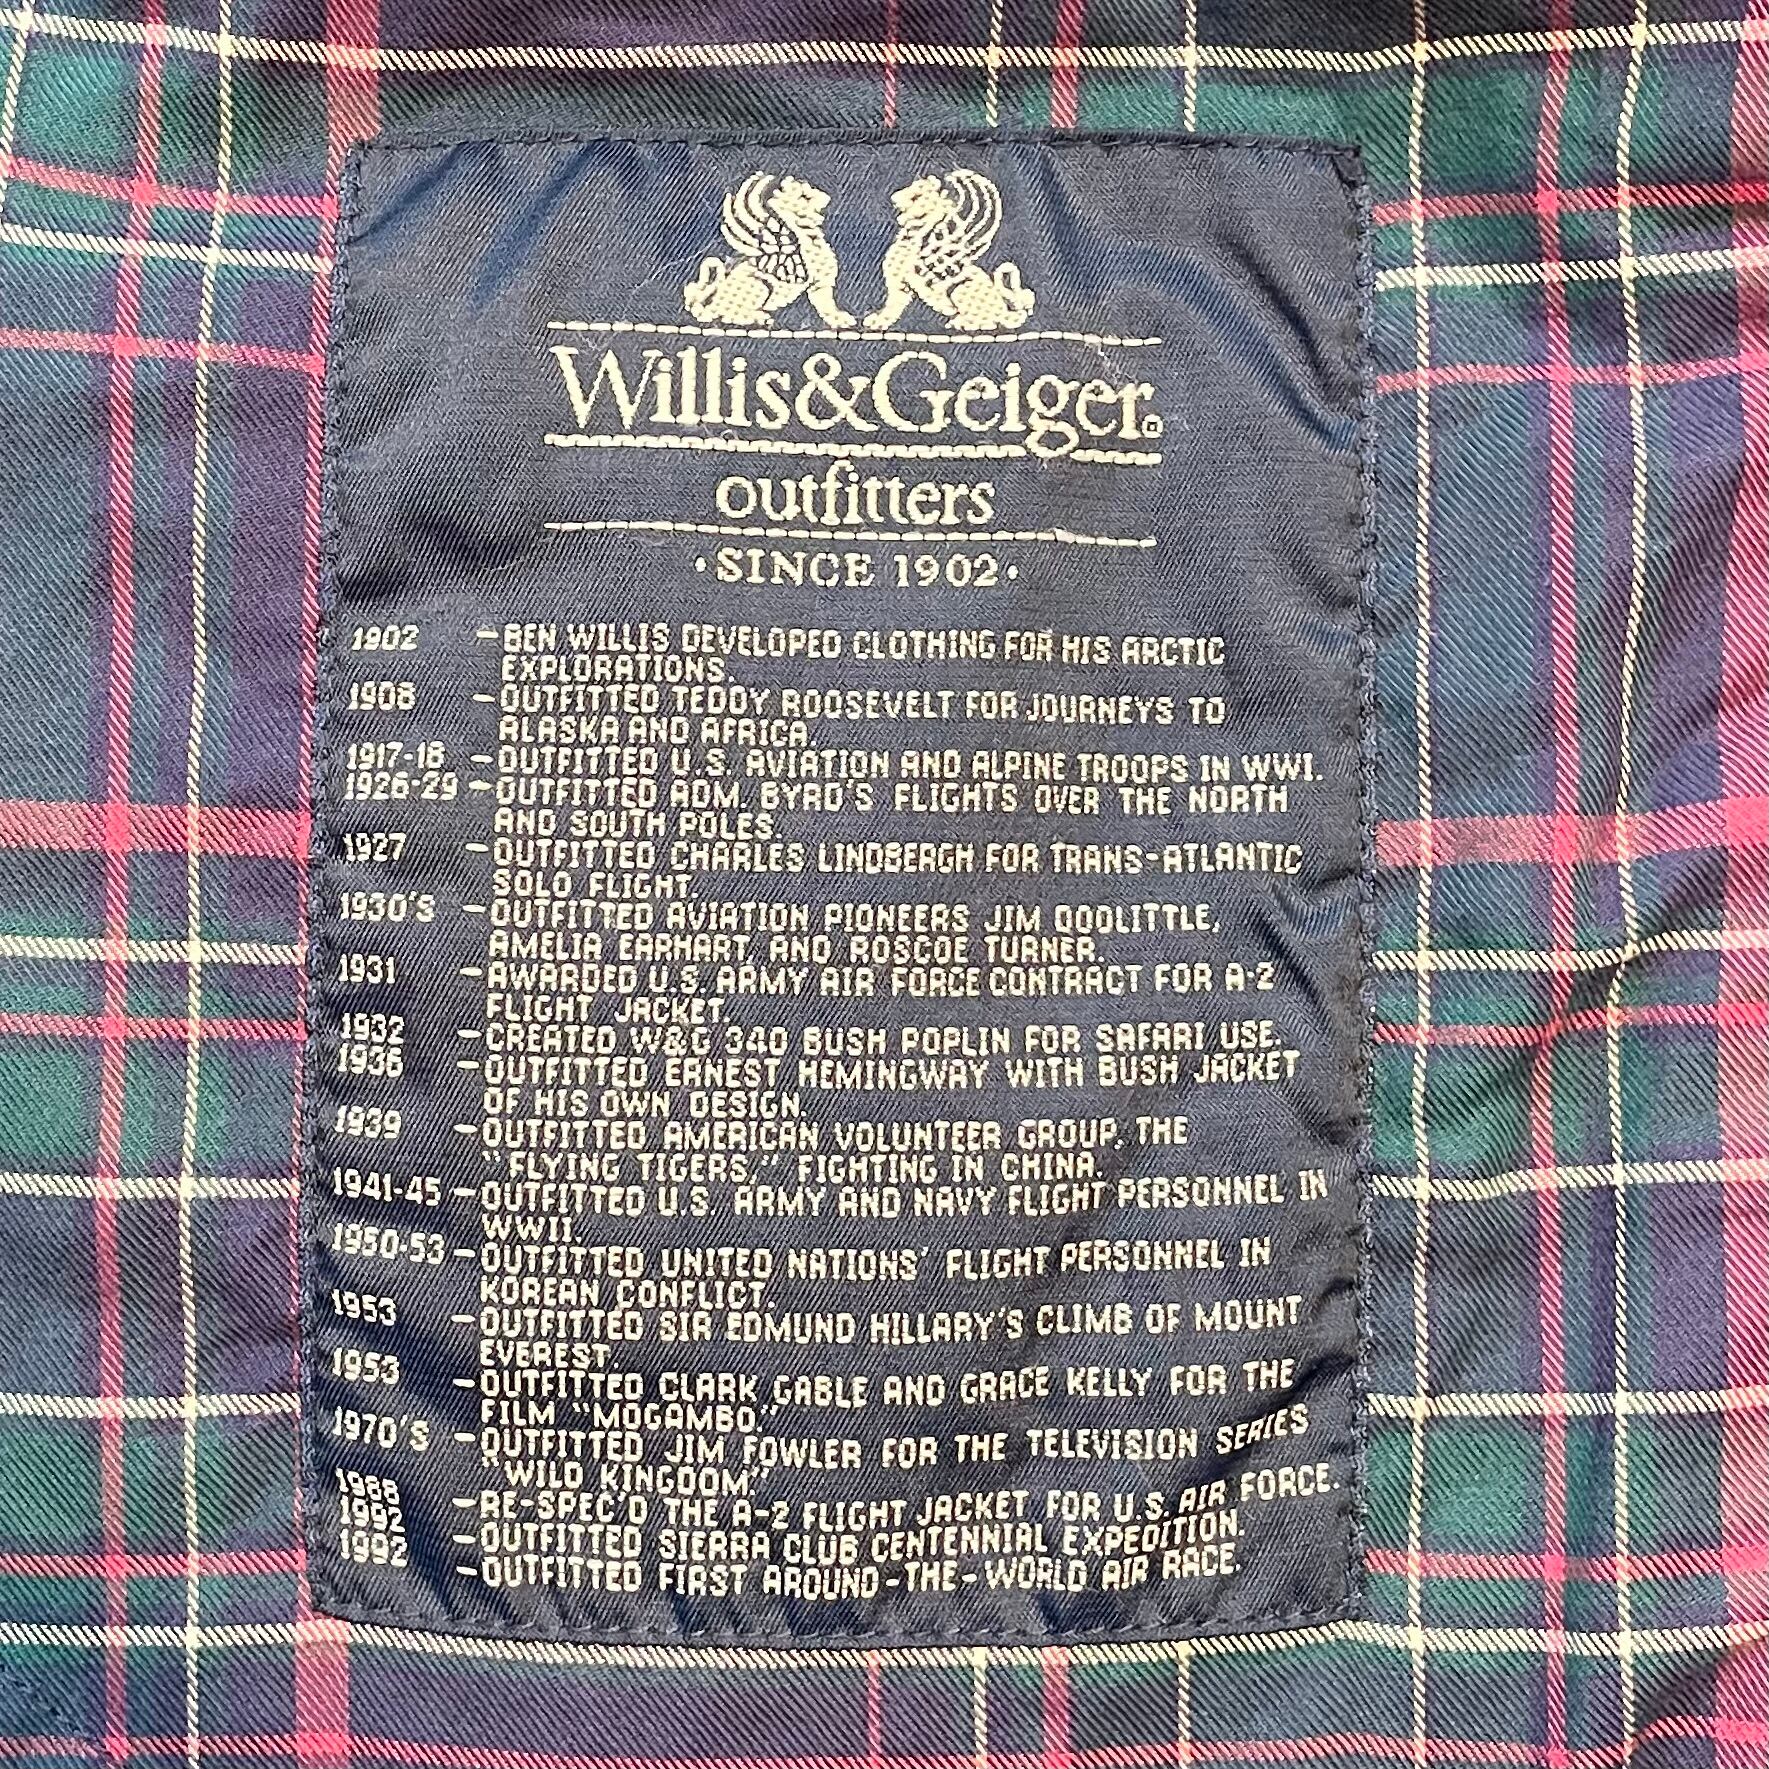 Willis & Geiger®
outfitters
·SINCE 1902·
1902 -BEN WILLIS DEVELOPED CLOTHING FOR HIS ARCTIC
EXPLORATIONS.
1908 -OUTFITTED TEDDY ROOSEVELT FOR JOURNEYS TO
ALASKA AND AFRICA.
1917-18 -OUTFITTED U.S. AVIATION AND ALPINE TROOPS IN WWI.
1926-29 -OUTFITTED ADM. BYRD'S FLIGHTS OVER THE NORTH
AND SOUTH POLES.
1927 -OUTFITTED CHARLES LINDBERGH FOR TRANS-ATLANTIC
SOLO FLIGHT.
1930'S -OUTFITTED AVIATION PIONEERS JIM DOOLITTLE,
AMELIA EARHART AND ROSCOE TURNER.
1931 -AWARDED U.S. ARMY AIR FORCE CONTRACT FOR A-2
FLIGHT JACKET.
1932 -CREATED W&G 340 BUSH POPLIN FOR SAFARI USE.
1936 -OUTFITTED ERNEST HEMINGWAY WITH BUSH JACKET
OF HIS OWN DESIGN.
1939 -OUTFITTED AMERICAN VOLUNTEER GROUP, THE
"FLYING TIGERS," FIGHTING IN CHINA.
1941-45 -OUTFITTED U.S. ARMY AND NAVY FLIGHT PERSONNEL IN
WWII.
1950-53 -OUTFITTED UNITED NATIONS' FLIGHT PERSONNEL IN
KOREAN CONFLICT.
1953 -OUTFITTED SIR EDMUND HILLARY'S CLIMB OF MOUNT
EVEREST.
1953 -OUTFITTED CLARK GABLE AND GRACE KELLY FOR THE
FILM "MOGAMBO."
1970'S -OUTFITTED JIM FOWLER FOR THE TELEVISION SERIES
"WILD KINGDOM"
1988 -RE-SPEC'D THE A-2 FLIGHT JACKET FOR U.S. AIR FORCE.
1992 -OUTFITTED SIERRA CLUB CENTENNIAL EXPEDITION.
1992 -OUTFITTED FIRST AROUND-THE-WORLD AIR RACE.